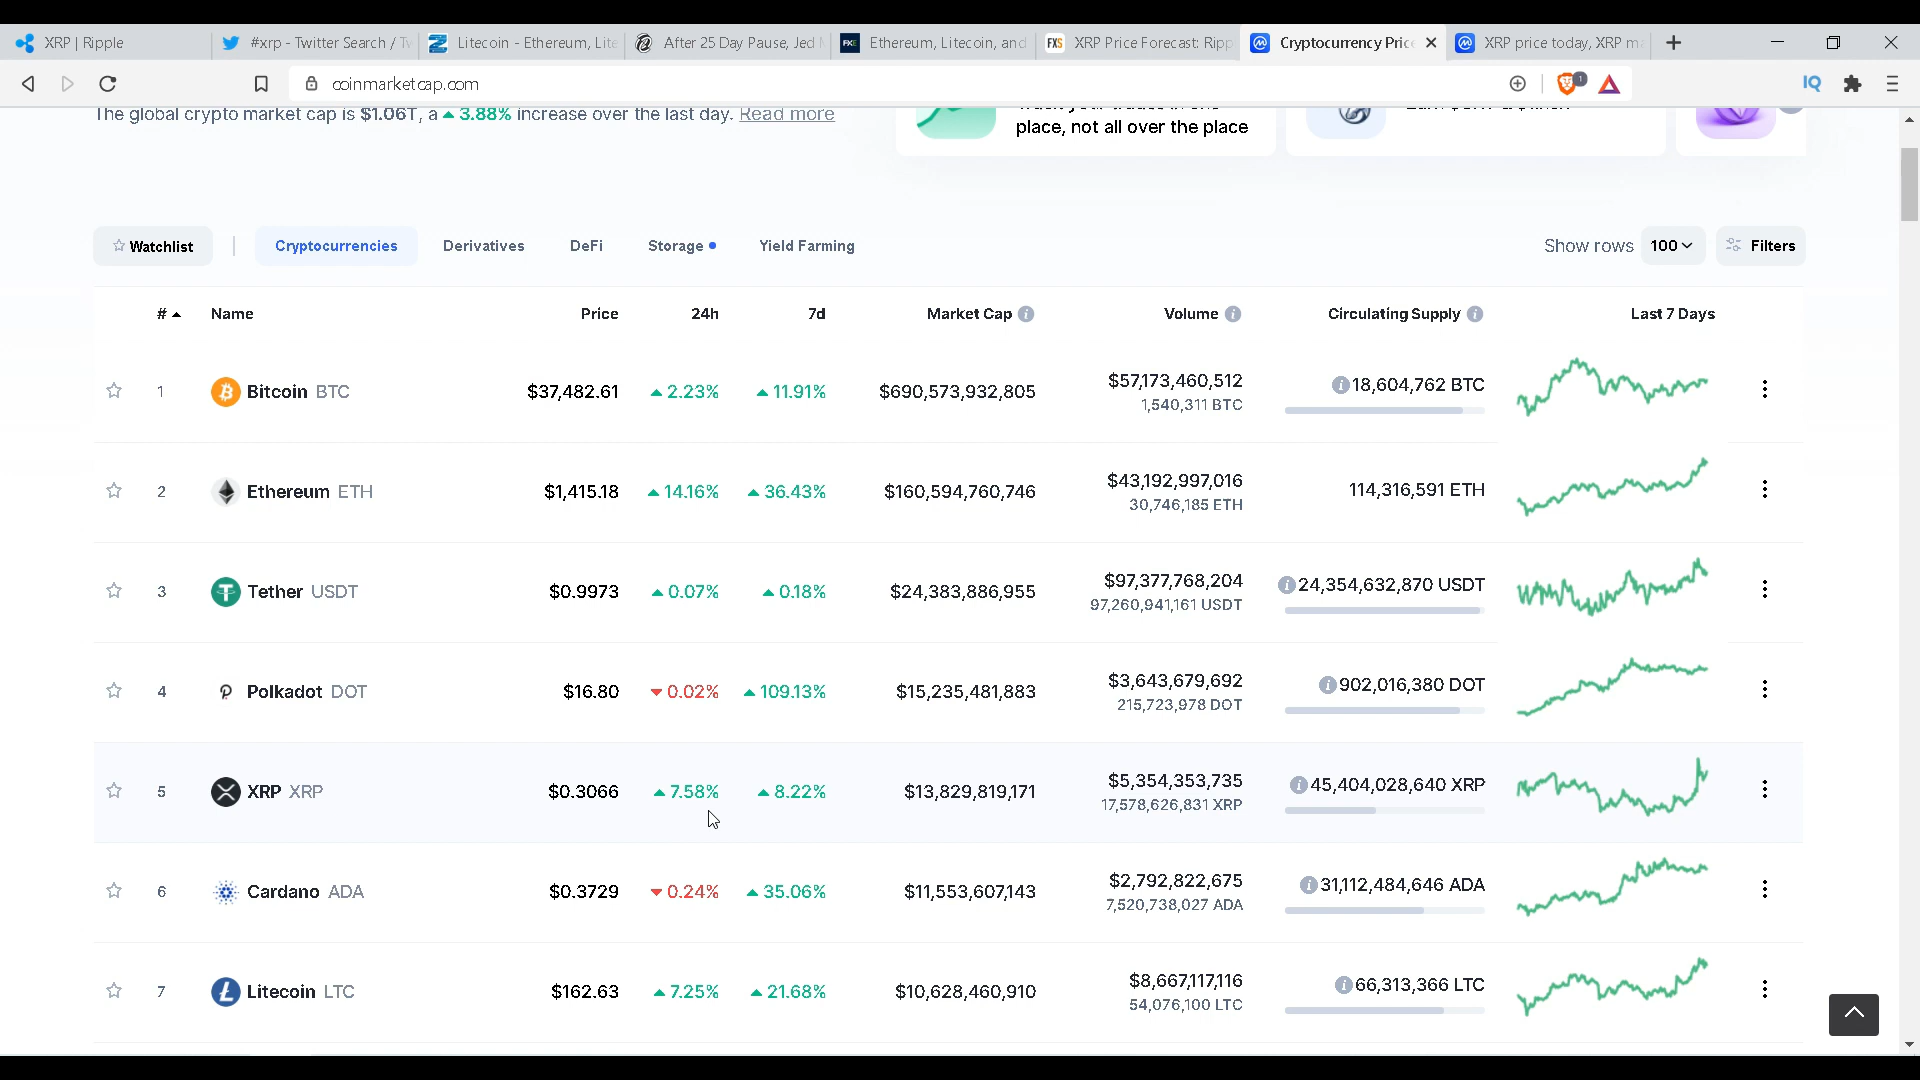 XRP | Ripple
#xrp - Twitter Search / Tw
Litecoin - Ethereum, Lite
After 25 Day Pause, Jed M
Ethereum, Litecoin, and
XRP Price Forecast: Ripp
Cryptocurrency Pric
XRP price today, XRP ma
coinmarketcap.com
1
IQ
The global crypto market cap is $1.06T, a 3.88% increase over the last day. Read more
place, not all over the place
Watchlist
Cryptocurrencies
Derivatives
DeFi
Storage
Yield Farming
Show rows 100
Filters
# Name Price 24h 7d Market Cap Volume Circulating Supply Last 7 Days
1 Bitcoin BTC $37,482.61 2.23% 11.91% $690,573,932,805 $57,173,460,512 18,604,762 BTC
1,540,311 BTC
2 Ethereum ETH $1,415.18 14.16% 36.43% $160,594,760,746 $43,192,997,016 114,316,591 ETH
30,746,185 ETH
3 Tether USDT $0.9973 0.07% 0.18% $24,383,886,955 $97,377,768,204 24,354,632,870 USDT
97,260,941,161 USDT
4 Polkadot DOT $16.80 0.02% 109.13% $15,235,481,883 $3,643,679,692 902,016,380 DOT
215,723,978 DOT
5 XRP XRP $0.3066 7.58% 8.22% $13,829,819,171 $5,354,353,735 45,404,028,640 XRP
17,578,626,831 XRP
6 Cardano ADA $0.3729 0.24% 35.06% $11,553,607,143 $2,792,822,675 31,112,484,646 ADA
7,520,738,027 ADA
7 Litecoin LTC $162.63 7.25% 21.68% $10,628,460,910 $8,667,117,116 66,313,366 LTC
54,076,100 LTC